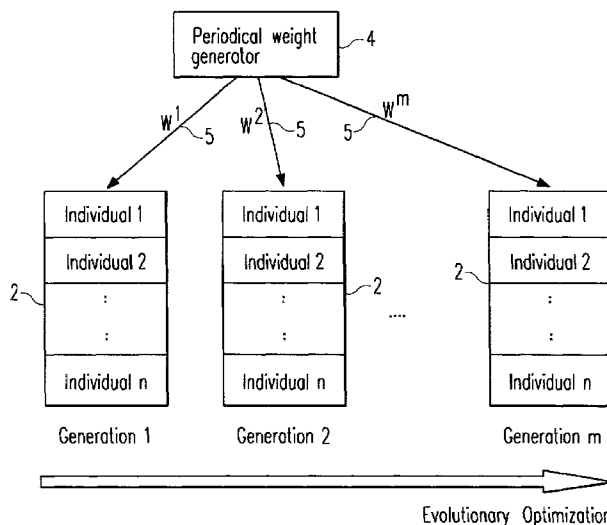 Periodical weight
generator
4
W¹ 5 W² 5 5 Wᵐ
Individual 1 Individual 1 Individual 1
Individual 2 Individual 2 Individual 2
2 : : 2 .... 2 : :
: : :
Individual n Individual n Individual n
Generation 1 Generation 2 Generation m
Evolutionary Optimization